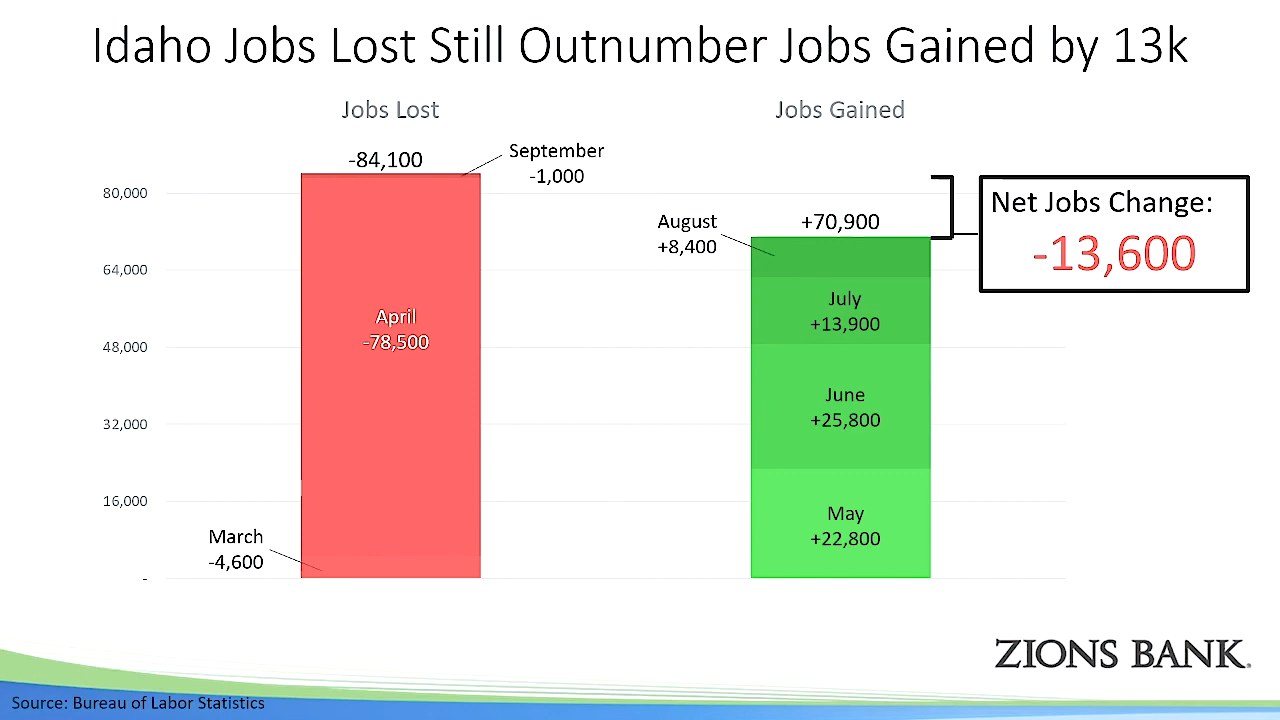 Idaho Jobs Lost Still Outnumber Jobs Gained by 13k
Jobs Lost
Jobs Gained
-84,100
September
-1,000
80,000
64,000
48,000
32,000
16,000
-
April
-78,500
March
-4,600
August
+8,400
+70,900
July
+13,900
June
+25,800
May
+22,800
Net Jobs Change:
-13,600
ZIONS BANK®
Source: Bureau of Labor Statistics